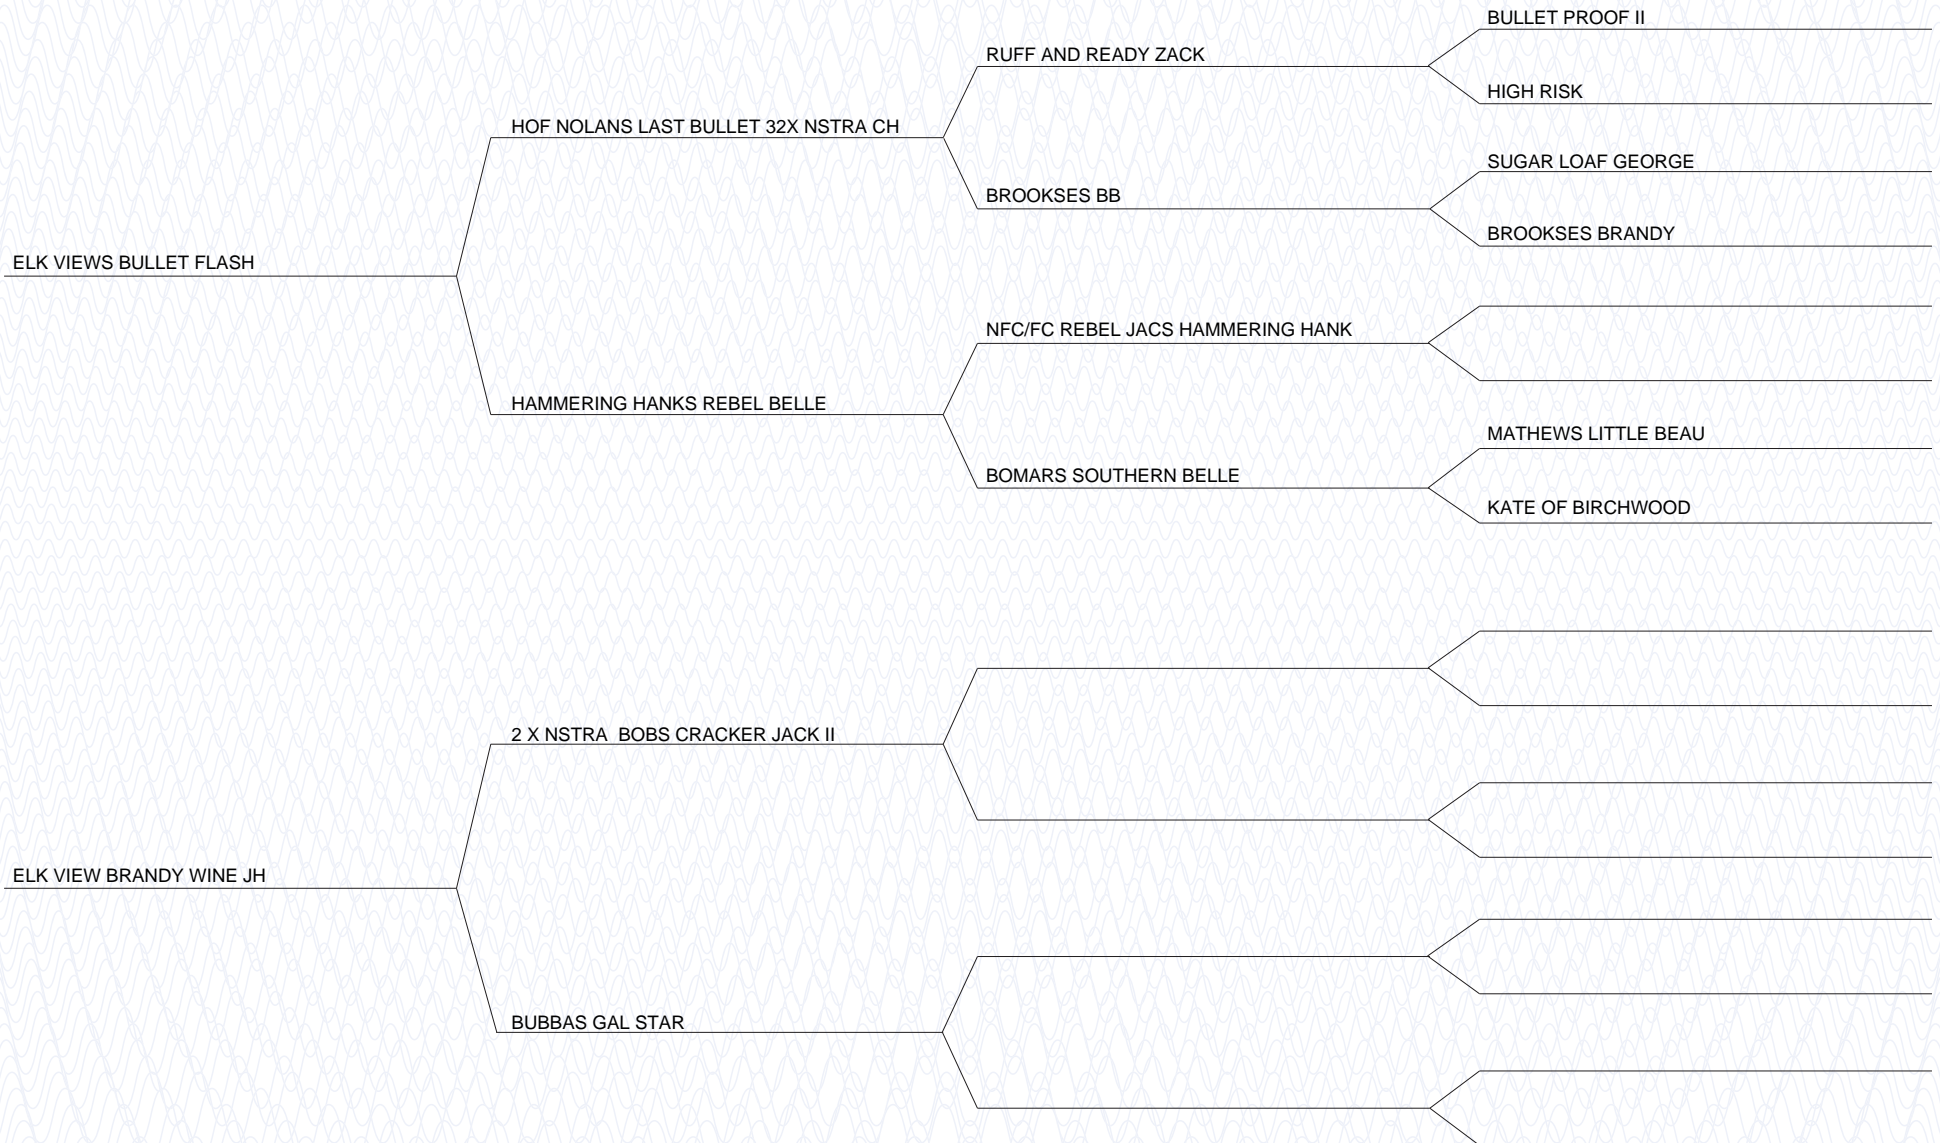 BULLET PROOF II
RUFF AND READY ZACK
HIGH RISK
HOF NOLANS LAST BULLET 32X NSTRA CH
SUGAR LOAF GEORGE
BROOKSES BB
BROOKSES BRANDY
ELK VIEWS BULLET FLASH
NFC/FC REBEL JACS HAMMERING HANK
HAMMERING HANKS REBEL BELLE
MATHEWS LITTLE BEAU
BOMARS SOUTHERN BELLE
KATE OF BIRCHWOOD
2 X NSTRA  BOBS CRACKER JACK II
ELK VIEW BRANDY WINE JH
BUBBAS GAL STAR